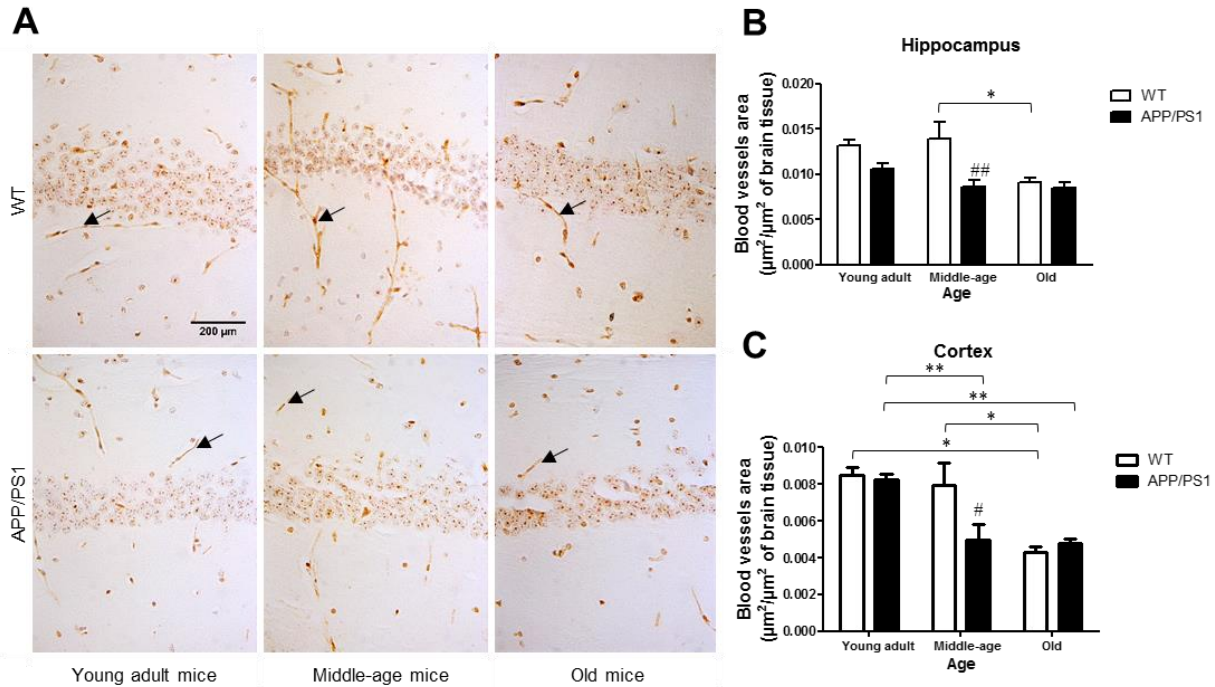 A
WT
200 µm
APP/PS1
Young adult mice
Middle-age mice
Old mice
B
Hippocampus
Blood vessels area
(µm²/µm² of brain tissue)
0.020
0.015
0.010
0.005
0.000
*
##
WT
APP/PS1
Young adult
Middle-age
Old
Age
C
Cortex
Blood vessels area
(µm²/µm² of brain tissue)
0.010
0.008
0.006
0.004
0.002
0.000
**
**
*
*
#
WT
APP/PS1
Young adult
Middle-age
Old
Age